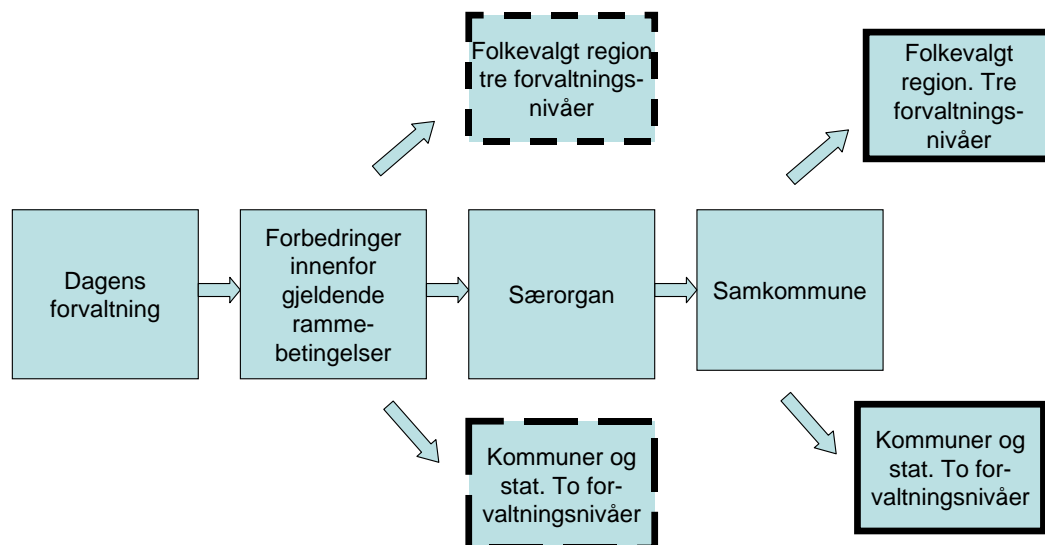 Folkevalgt region
tre forvaltnings-
nivåer
Folkevalgt
region. Tre
forvaltnings-
nivåer
Dagens
forvaltning
Forbedringer
innenfor
gjeldende
ramme-
betingelser
Særorgan
Samkommune
Kommuner og
stat. To for-
valtningsnivåer
Kommuner og
stat. To for-
valtningsnivåer